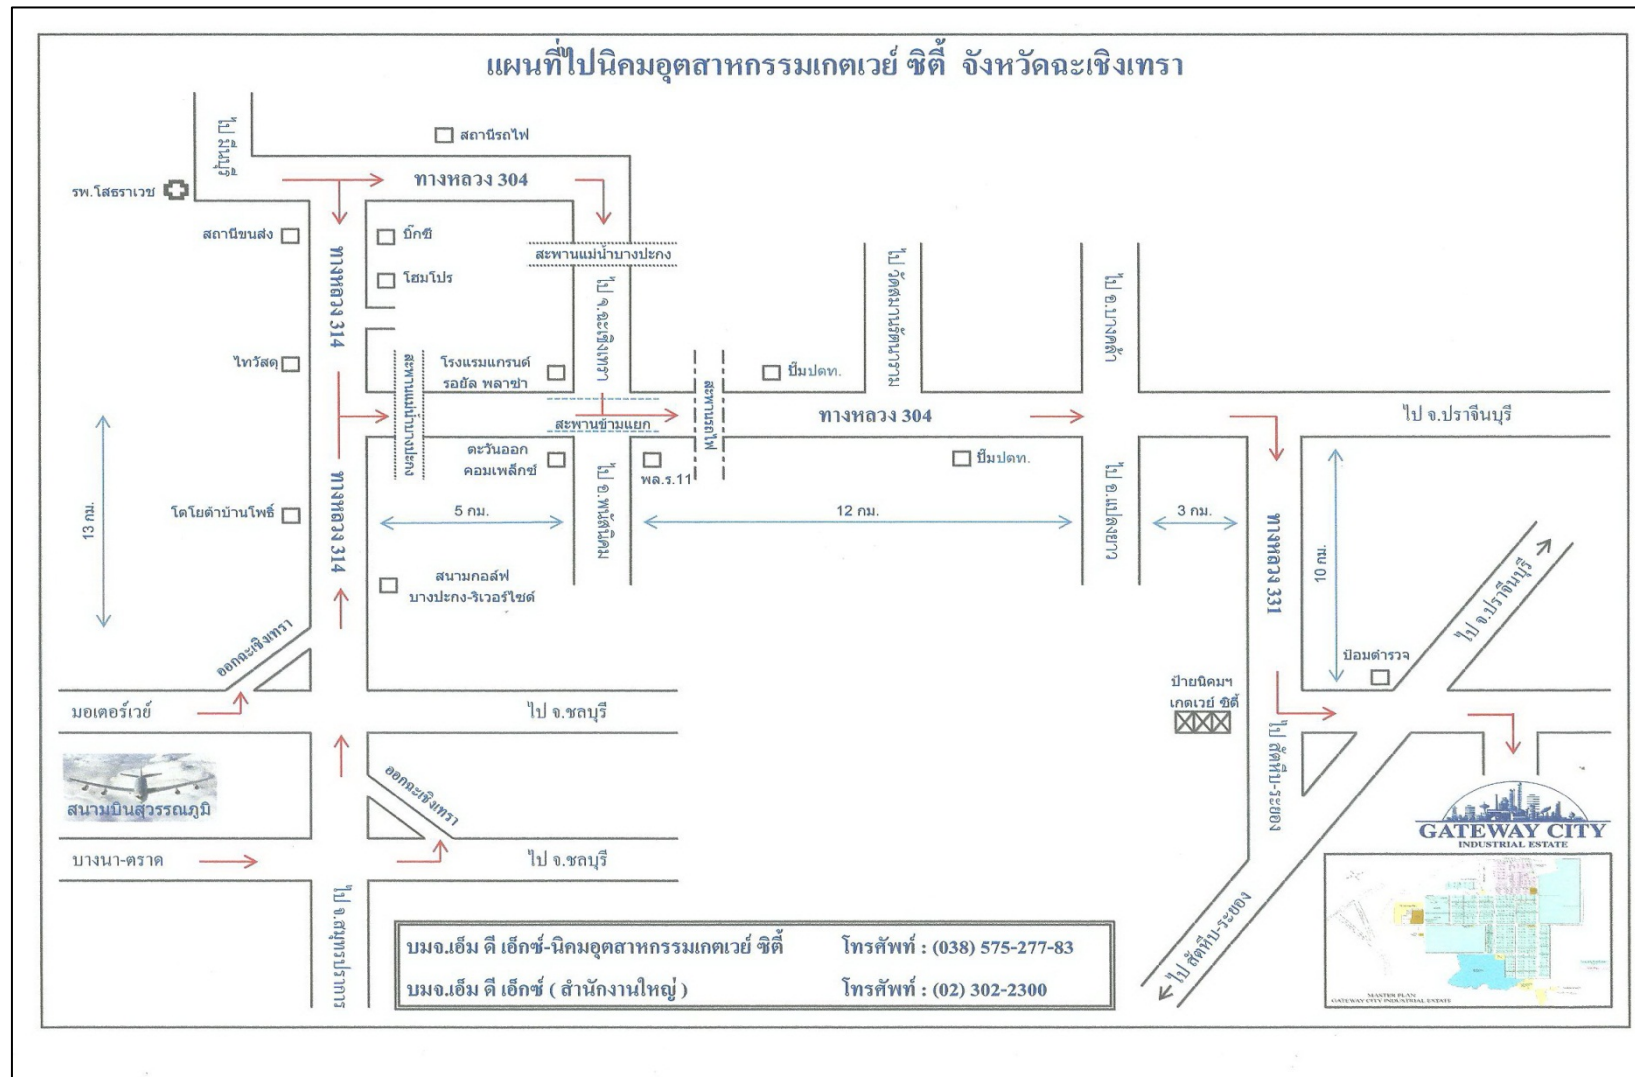 แผนที่ไปนิคมอุตสาหกรรมเกตเวย์ ซิตี้ จังหวัดฉะเชิงเทรา
ไป มีนบุรี
สถานีรถไฟ
ทางหลวง 304
รพ.โสธราเวช
สถานีขนส่ง
บิ๊กซี
โฮมโปร
ทางหลวง 314
สะพานแม่น้ำบางปะกง
ไป จ.ฉะเชิงเทรา
ไป วัดสมานรัตนาราม
ไป อ.บางคล้า
ไทวัสดุ
สะพานแม่น้ำบางปะกง
โรงแรมแกรนด์
รอยัล พลาซ่า
สะพานรถไฟ
ปั๊มปตท.
สะพานข้ามแยก
ทางหลวง 304
ไป จ.ปราจีนบุรี
ตะวันออก
คอมเพล็กซ์
พล.ร.11
ปั๊มปตท.
13 กม.
โตโยต้าบ้านโพธิ์
ทางหลวง 314
5 กม.
ไป อ.พนัสนิคม
12 กม.
ไป อ.แปลงยาว
3 กม.
ทางหลวง 331
10 กม.
สนามกอล์ฟ
บางปะกง-ริเวอร์ไซด์
ไป จ.ปราจีนบุรี
ออกฉะเชิงเทรา
ป้อมตำรวจ
ป้ายนิคมฯ
เกตเวย์ ซิตี้
มอเตอร์เวย์
ไป จ.ชลบุรี
ไป สัตหีบ-ระยอง
ออกฉะเชิงเทรา
สนามบินสุวรรณภูมิ
GATEWAY CITY
INDUSTRIAL ESTATE
บางนา-ตราด
ไป จ.ชลบุรี
ไป จ.สมุทรปราการ
ไป สัตหีบ-ระยอง
บมจ.เอ็ม ดี เอ็กซ์-นิคมอุตสาหกรรมเกตเวย์ ซิตี้ โทรศัพท์ : (038) 575-277-83
บมจ.เอ็ม ดี เอ็กซ์ ( สำนักงานใหญ่ ) โทรศัพท์ : (02) 302-2300
MASTER PLAN
GATEWAY CITY INDUSTRIAL ESTATE